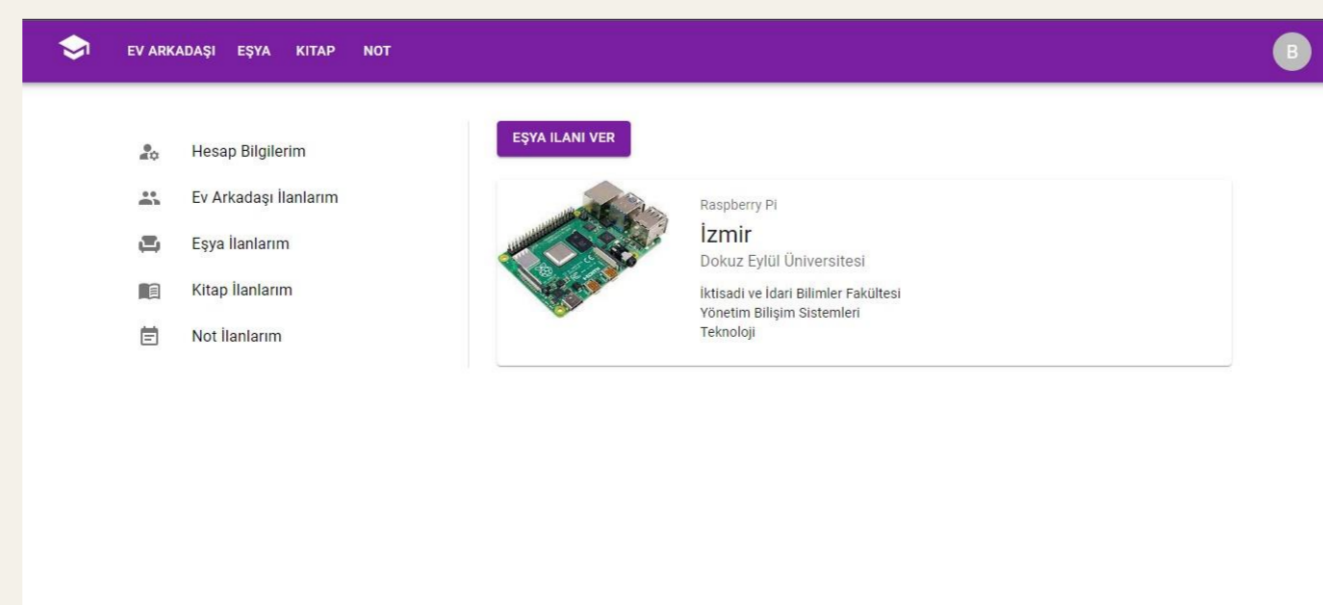 EV ARKADAŞI EŞYA KITAP NOT
B
Hesap Bilgilerim
Ev Arkadaşı İlanlarım
Eşya İlanlarım
Kitap İlanlarım
Not İlanlarım
EŞYA ILANI VER
Raspberry Pi
İzmir
Dokuz Eylül Üniversitesi
İktisadi ve İdari Bilimler Fakültesi
Yönetim Bilişim Sistemleri
Teknoloji